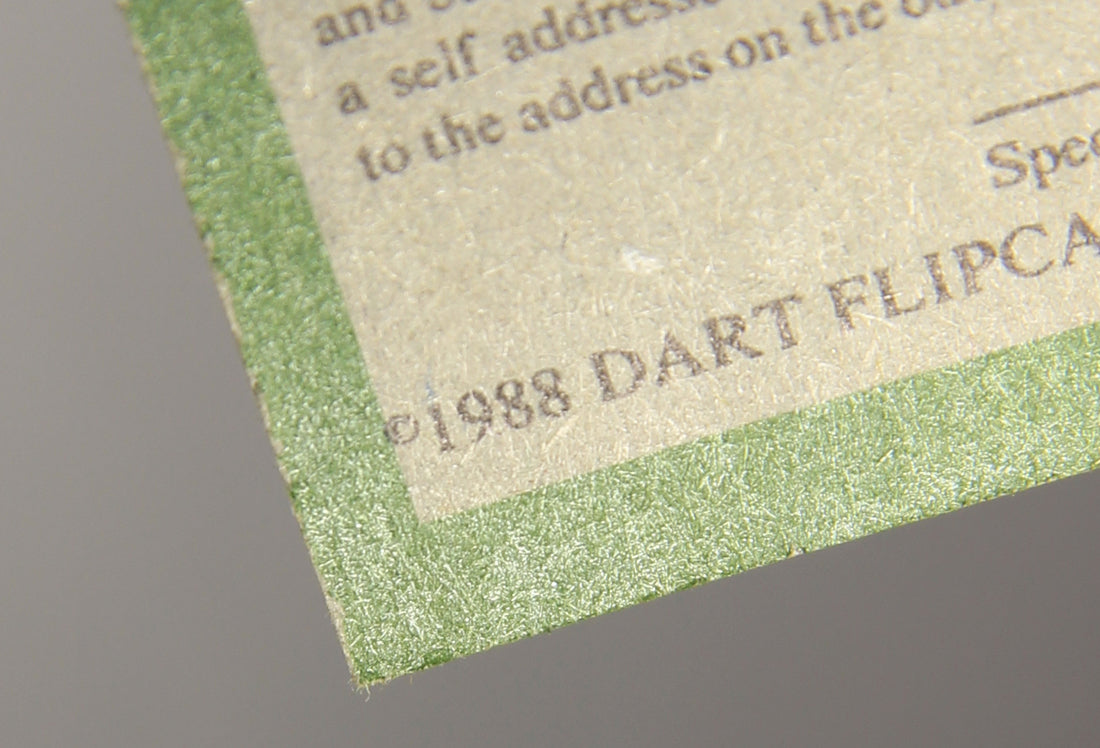 and
a self
to the address on the
©1988 DART